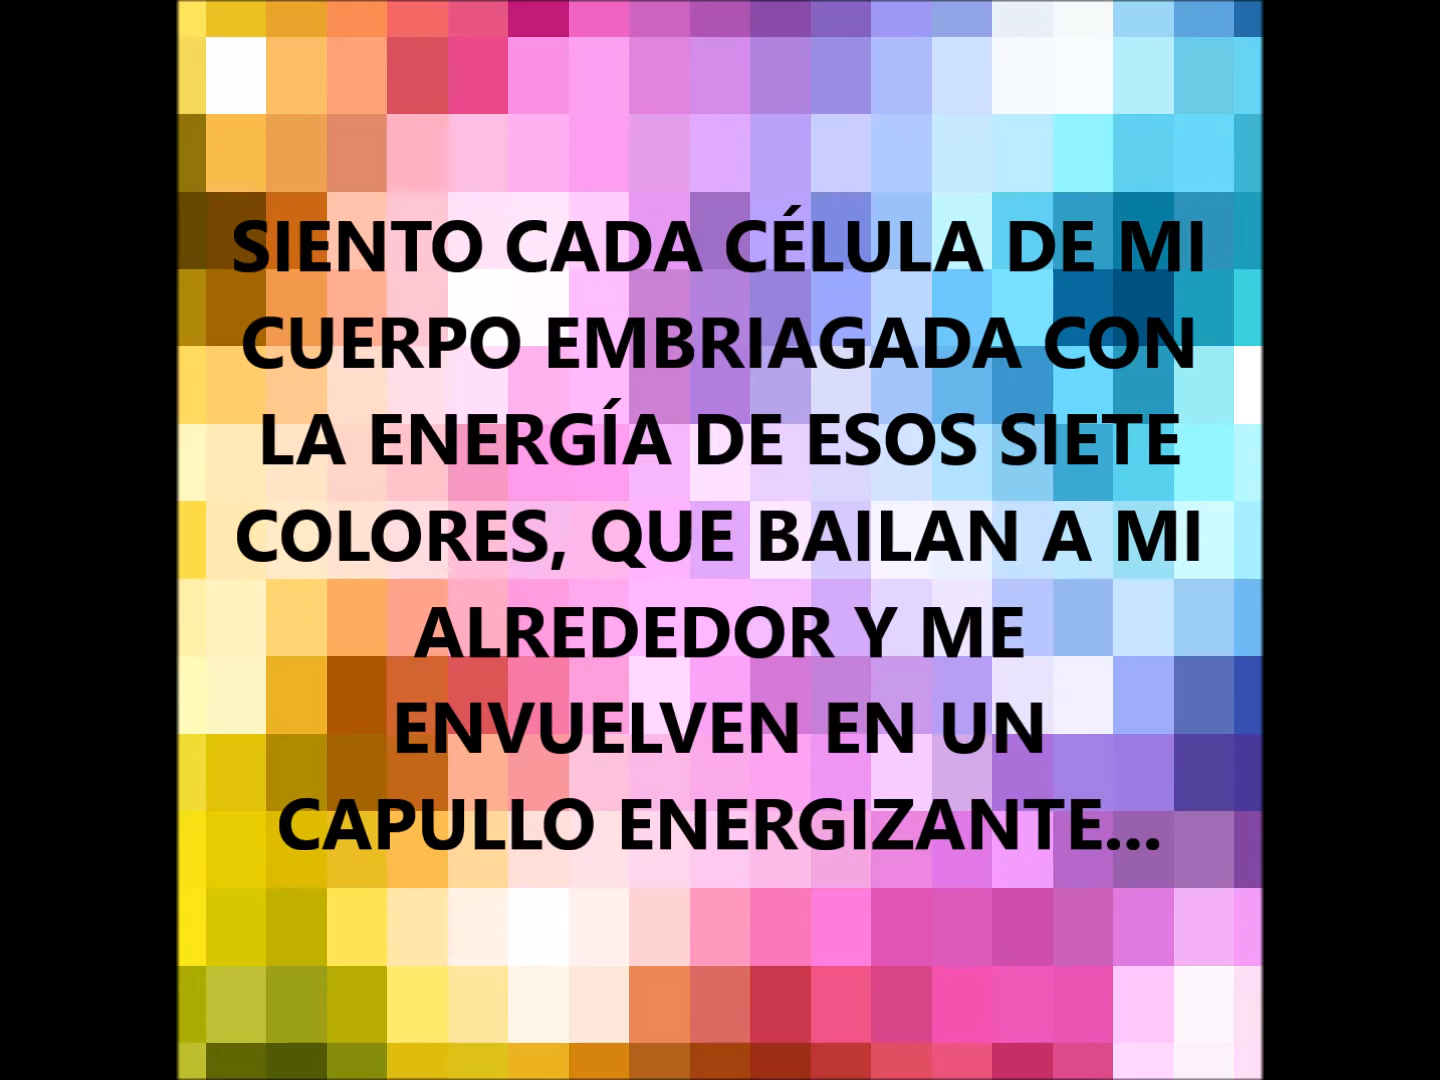 SIENTO CADA CÉLULA DE MI
CUERPO EMBRIAGADA CON
LA ENERGÍA DE ESOS SIETE
COLORES, QUE BAILAN A MI
ALREDEDOR Y ME
ENVUELVEN EN UN
CAPULLO ENERGIZANTE...